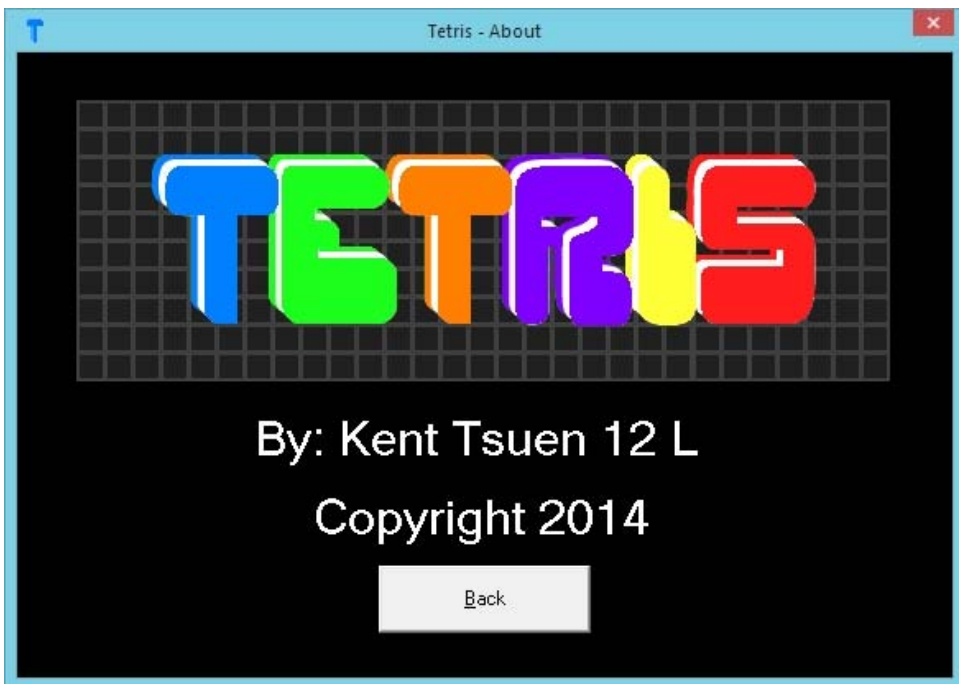 Tetris - About
TETRIS
By: Kent Tsuen 12 L
Copyright 2014
Back